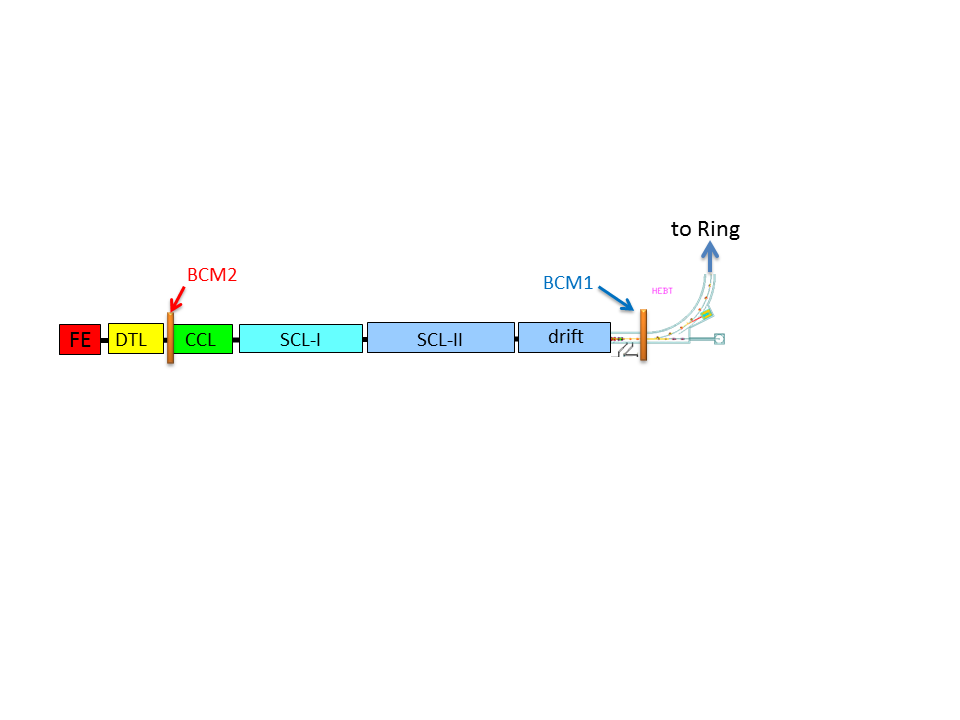 to Ring
BCM2
BCM1
HEBT
FE
DTL
CCL
SCL-I
SCL-II
drift